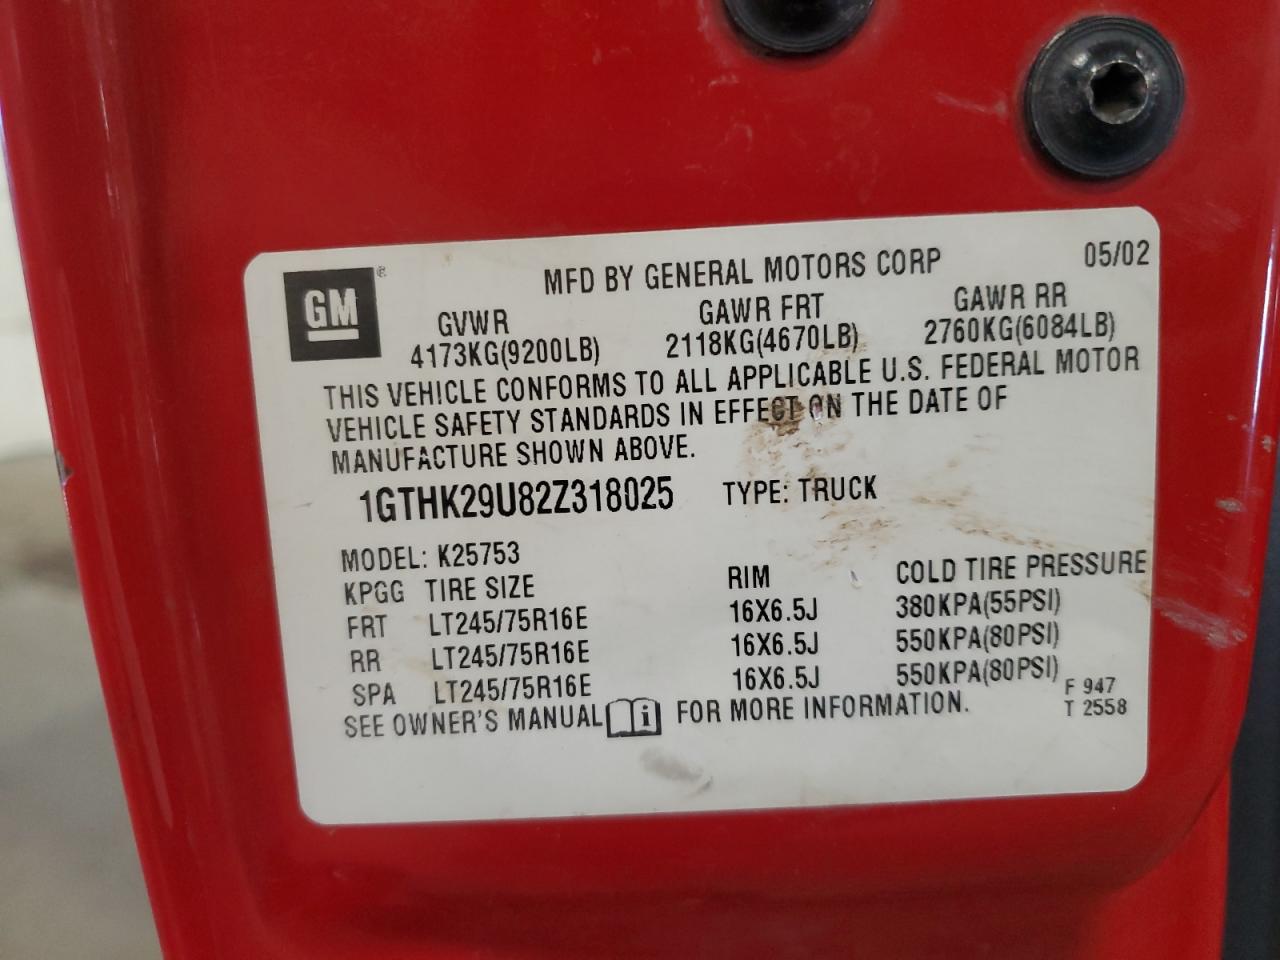 GM ®
MFD BY GENERAL MOTORS CORP 05/02
GVWR GAWR FRT GAWR RR
4173KG(9200LB) 2118KG(4670LB) 2760KG(6084LB)
THIS VEHICLE CONFORMS TO ALL APPLICABLE U.S. FEDERAL MOTOR
VEHICLE SAFETY STANDARDS IN EFFECT ON THE DATE OF
MANUFACTURE SHOWN ABOVE.
1GTHK29U82Z318025 TYPE: TRUCK
MODEL: K25753
KPGG TIRE SIZE RIM COLD TIRE PRESSURE
FRT LT245/75R16E 16X6.5J 380KPA(55PSI)
RR LT245/75R16E 16X6.5J 550KPA(80PSI)
SPA LT245/75R16E 16X6.5J 550KPA(80PSI)
SEE OWNER'S MANUAL i FOR MORE INFORMATION.
F 947
T 2558